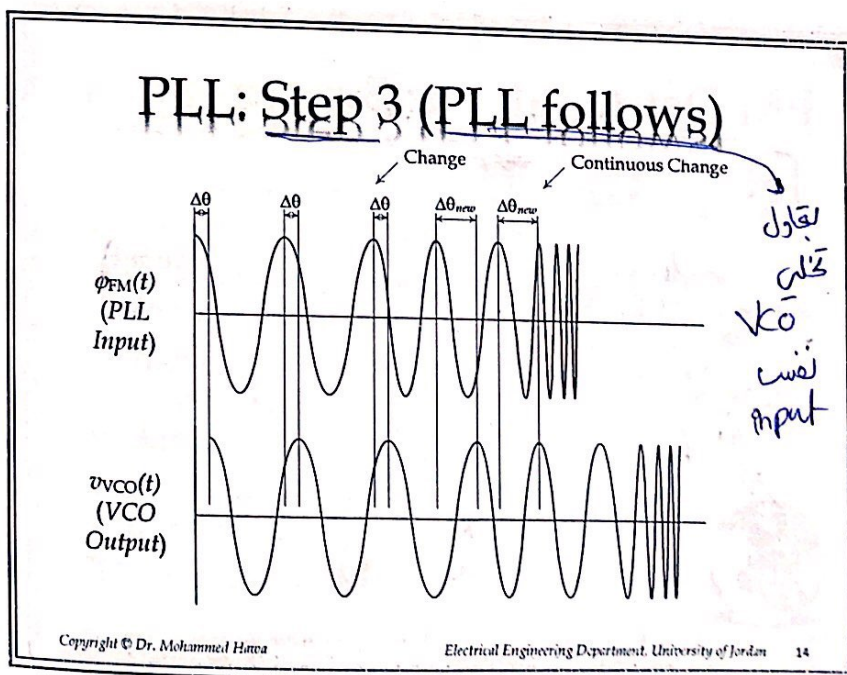 PLL: Step 3 (PLL follows)
Change
Continuous Change
Δθ
Δθ
Δθ
Δθnew
Δθnew
φFM(t)
(PLL
Input)
vVCO(t)
(VCO
Output)
بقاول
تخلي
VCO
نفس
input
Copyright © Dr. Mohammed Hawa
Electrical Engineering Department, University of Jordan
14